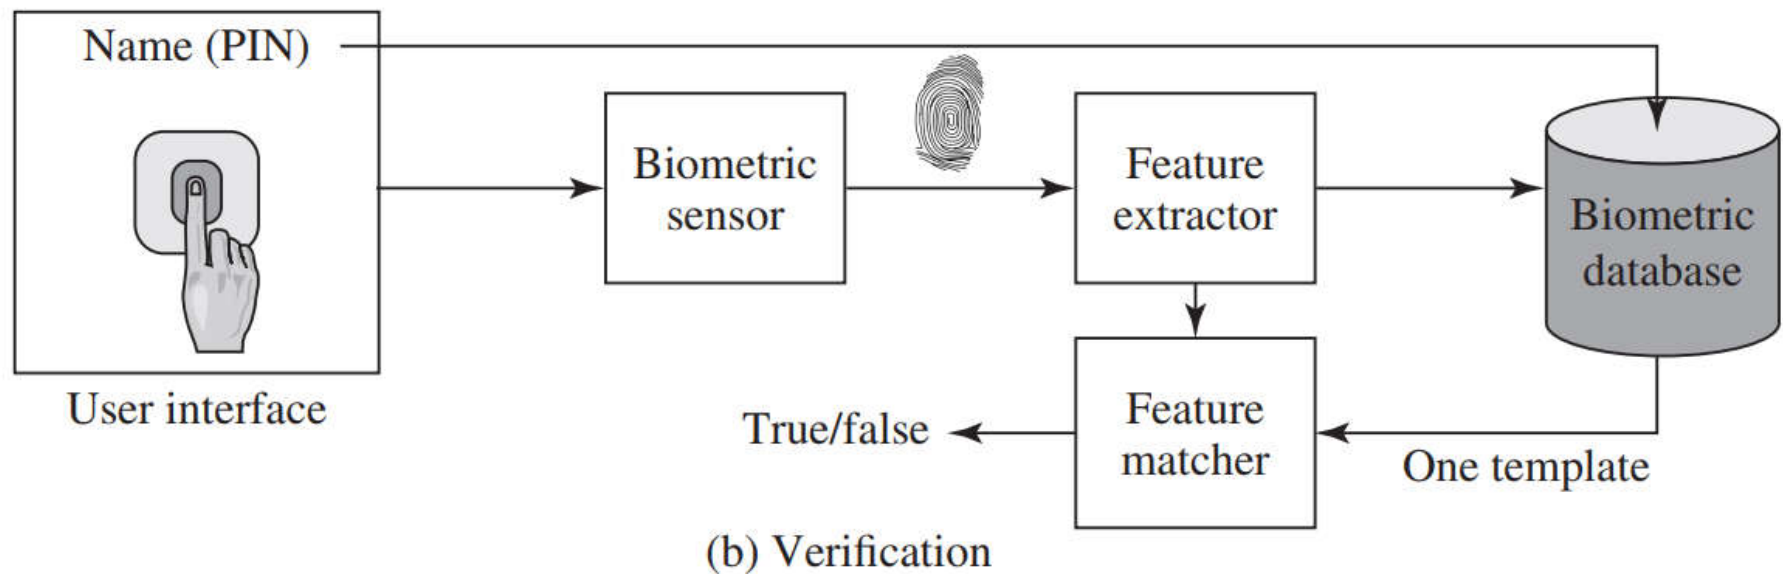 Name (PIN)
Biometric
sensor
Feature
extractor
Biometric
database
User interface
True/false
Feature
matcher
One template
(b) Verification